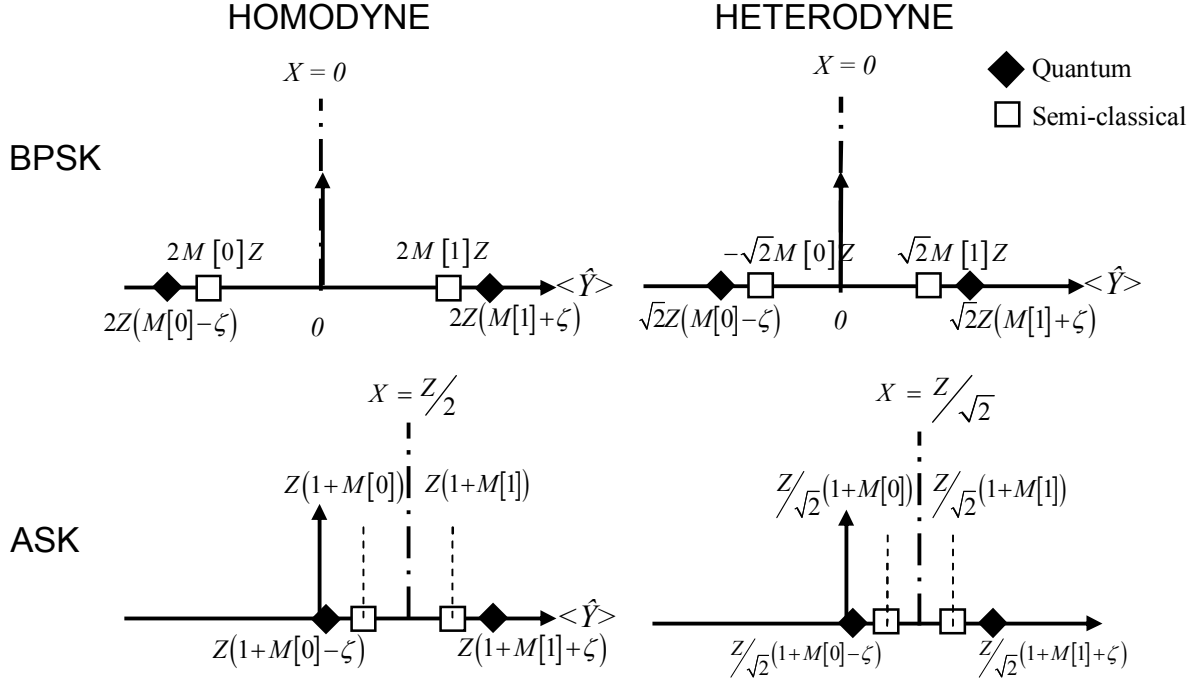 HOMODYNE
HETERODYNE
X = 0
X = 0
Quantum
Semi-classical
BPSK
2M[0]Z
2M[1]Z
<Ŷ>
2Z(M[0]−ζ)
0
2Z(M[1]+ζ)
−√2M[0]Z
√2M[1]Z
<Ŷ>
√2Z(M[0]−ζ)
0
√2Z(M[1]+ζ)
X = Z/2
X = Z/√2
Z(1+M[0])
Z(1+M[1])
Z/√2(1+M[0])
Z/√2(1+M[1])
ASK
<Ŷ>
Z(1+M[0]−ζ)
Z(1+M[1]+ζ)
Z/√2(1+M[0]−ζ)
Z/√2(1+M[1]+ζ)